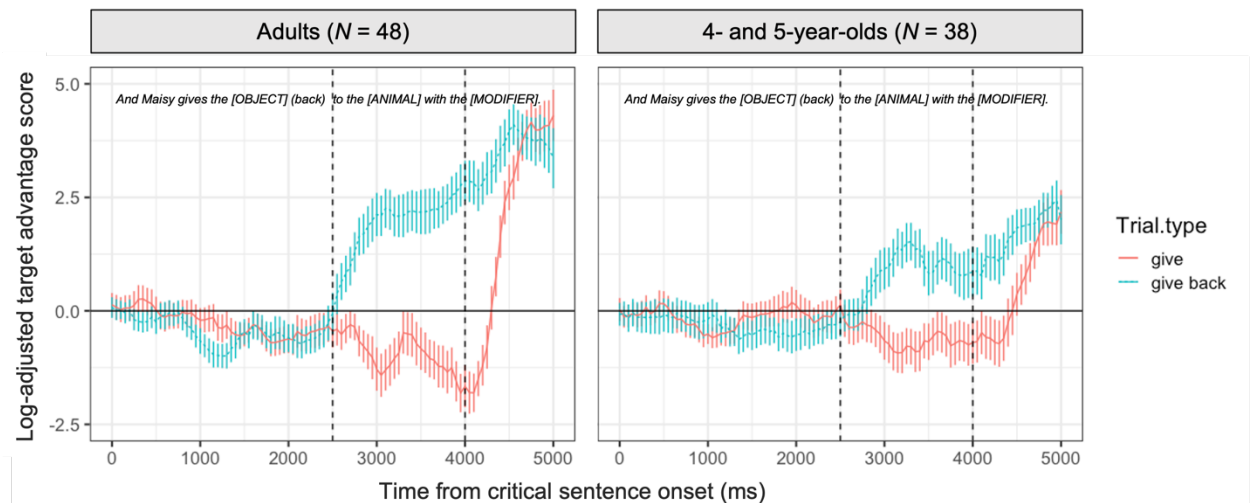 Adults (N = 48)
4- and 5-year-olds (N = 38)
And Maisy gives the [OBJECT] (back) to the [ANIMAL] with the [MODIFIER].
And Maisy gives the [OBJECT] (back) to the [ANIMAL] with the [MODIFIER].
Log-adjusted target advantage score
5.0
2.5
0.0
-2.5
0 1000 2000 3000 4000 5000
0 1000 2000 3000 4000 5000
Time from critical sentence onset (ms)
Trial.type
give
give back